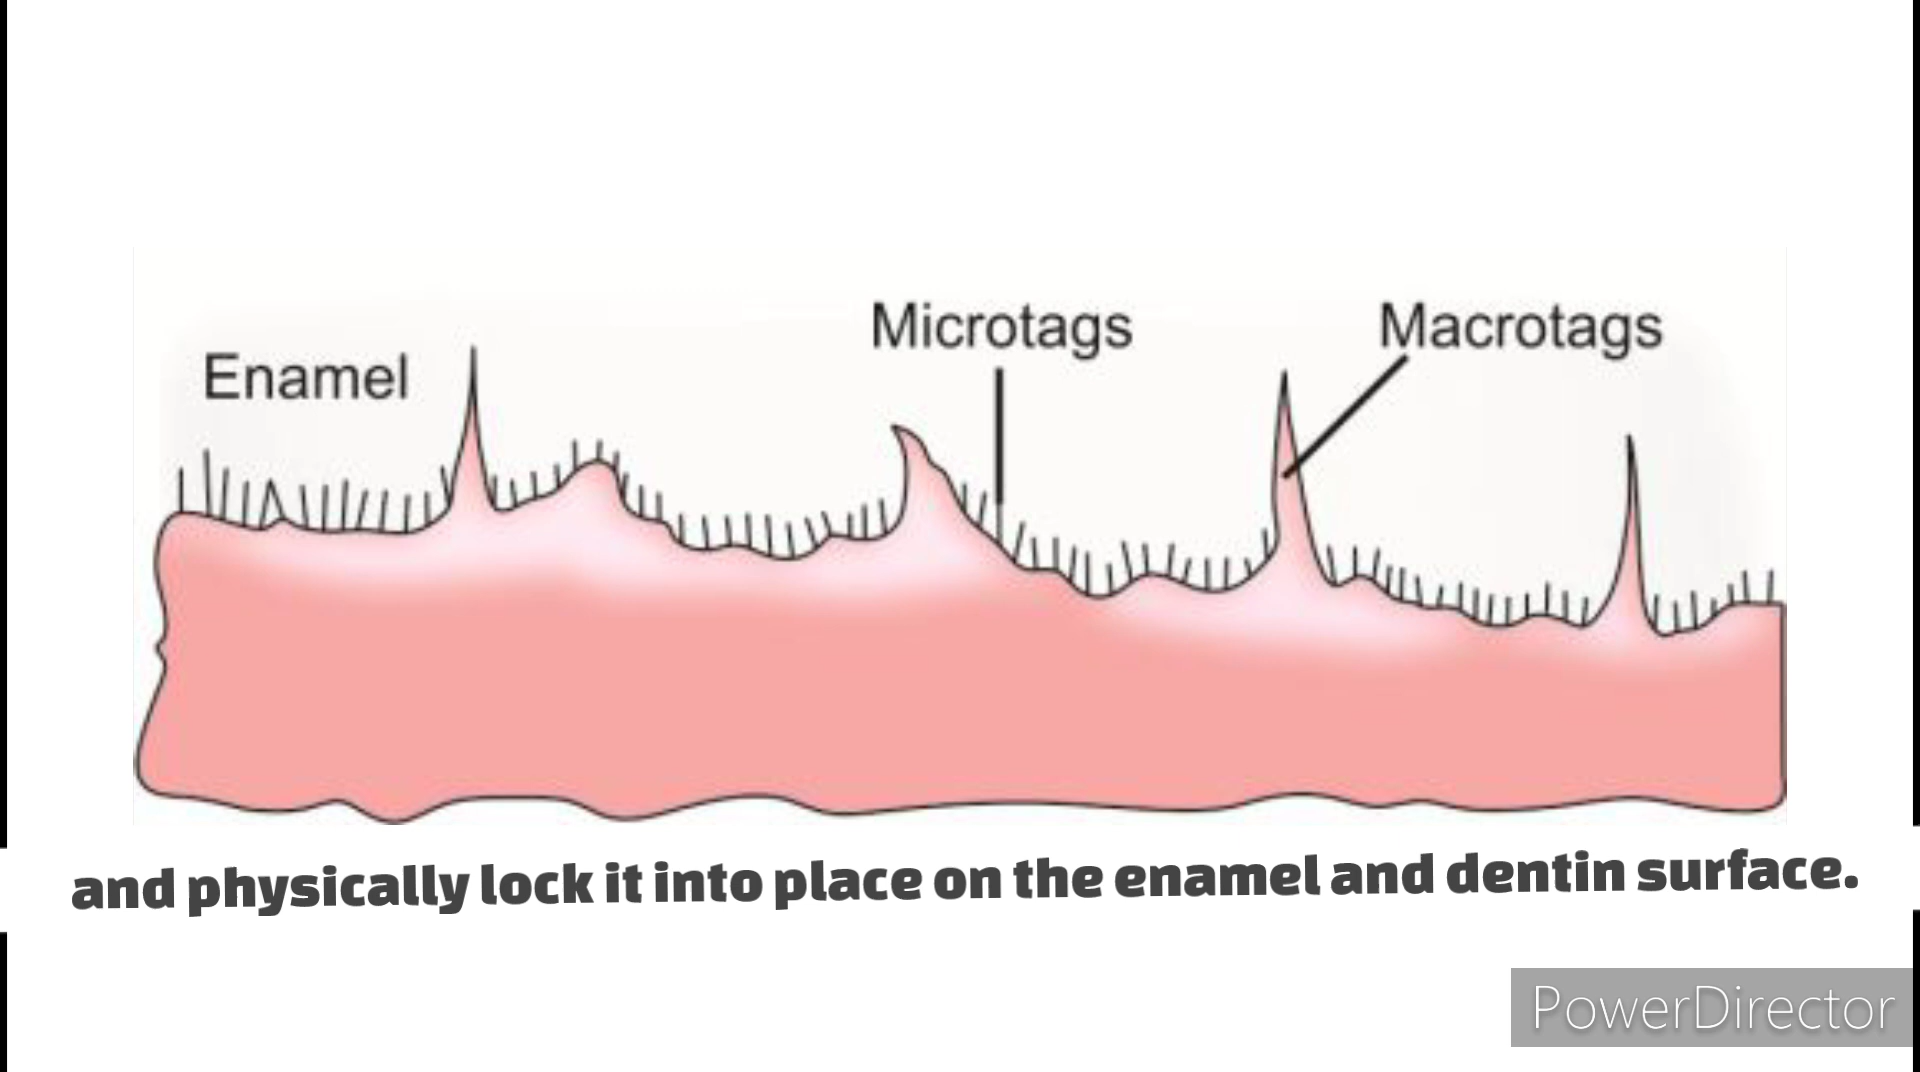 Microtags
Macrotags
Enamel
and physically lock it into place on the enamel and dentin surface.
PowerDirector